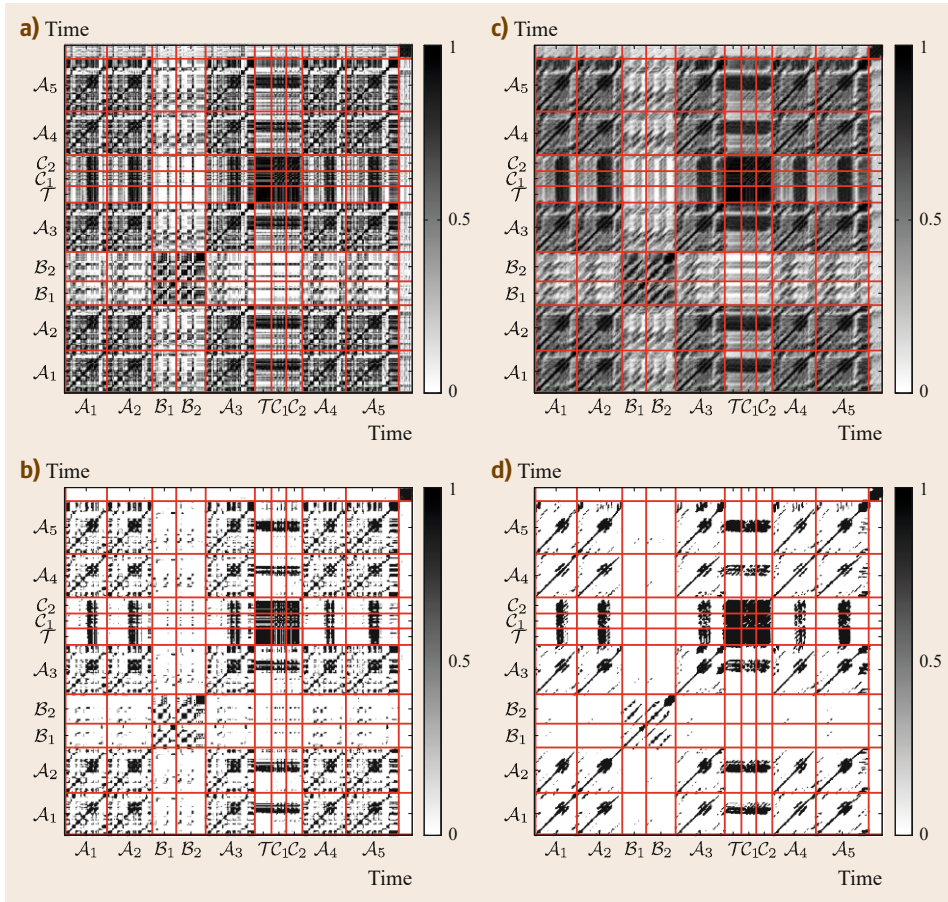 a) Time
1
0.5
0
𝒜₅
𝒜₄
𝒞₂
𝒞₁
𝒯
𝒜₃
ℬ₂
ℬ₁
𝒜₂
𝒜₁
𝒜₁ 𝒜₂ ℬ₁ ℬ₂ 𝒜₃ 𝒯𝒞₁𝒞₂ 𝒜₄ 𝒜₅
Time
c) Time
1
0.5
0
𝒜₅
𝒜₄
𝒞₂
𝒞₁
𝒯
𝒜₃
ℬ₂
ℬ₁
𝒜₂
𝒜₁
𝒜₁ 𝒜₂ ℬ₁ ℬ₂ 𝒜₃ 𝒯𝒞₁𝒞₂ 𝒜₄ 𝒜₅
Time
b) Time
1
0.5
0
𝒜₅
𝒜₄
𝒞₂
𝒞₁
𝒯
𝒜₃
ℬ₂
ℬ₁
𝒜₂
𝒜₁
𝒜₁ 𝒜₂ ℬ₁ ℬ₂ 𝒜₃ 𝒯𝒞₁𝒞₂ 𝒜₄ 𝒜₅
Time
d) Time
1
0.5
0
𝒜₅
𝒜₄
𝒞₂
𝒞₁
𝒯
𝒜₃
ℬ₂
ℬ₁
𝒜₂
𝒜₁
𝒜₁ 𝒜₂ ℬ₁ ℬ₂ 𝒜₃ 𝒯𝒞₁𝒞₂ 𝒜₄ 𝒜₅
Time